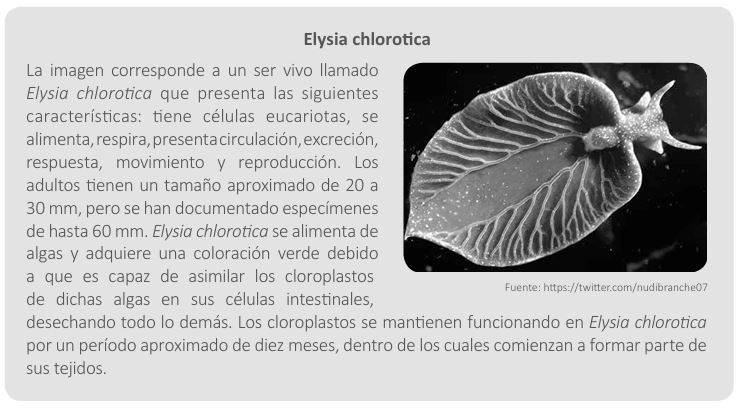 Elysia chlorotica
La imagen corresponde a un ser vivo llamado
Elysia chlorotica que presenta las siguientes
características: tiene células eucariotas, se
alimenta, respira, presenta circulación, excreción,
respuesta, movimiento y reproducción. Los
adultos tienen un tamaño aproximado de 20 a
30 mm, pero se han documentado especímenes
de hasta 60 mm. Elysia chlorotica se alimenta de
algas y adquiere una coloración verde debido
a que es capaz de asimilar los cloroplastos
de dichas algas en sus células intestinales,
Fuente: https://twitter.com/nudibranche07
desechando todo lo demás. Los cloroplastos se mantienen funcionando en Elysia chlorotica
por un período aproximado de diez meses, dentro de los cuales comienzan a formar parte de
sus tejidos.